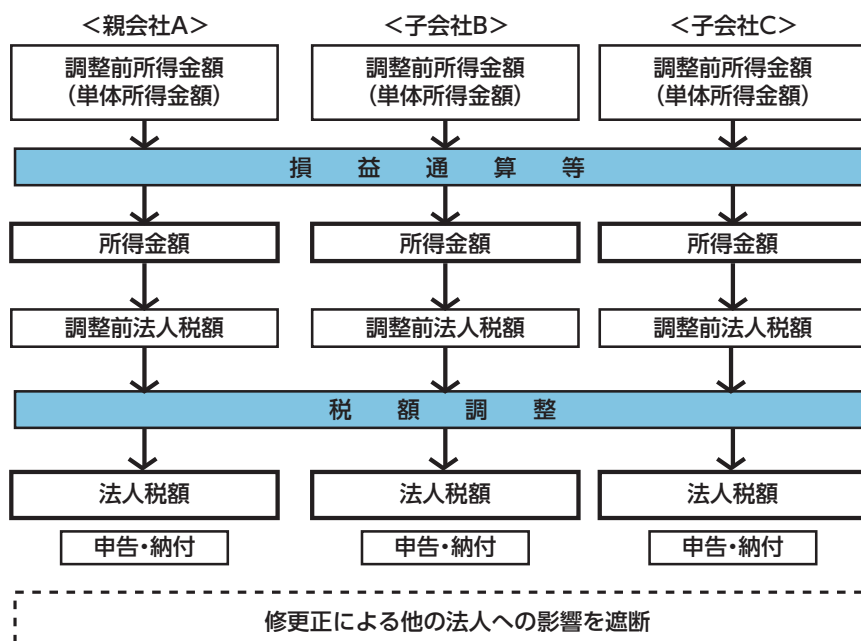 <親会社A>
<子会社B>
<子会社C>
調整前所得金額
(単体所得金額)
調整前所得金額
(単体所得金額)
調整前所得金額
(単体所得金額)
損益通算等
所得金額
所得金額
所得金額
調整前法人税額
調整前法人税額
調整前法人税額
税額調整
法人税額
法人税額
法人税額
申告・納付
申告・納付
申告・納付
修更正による他の法人への影響を遮断